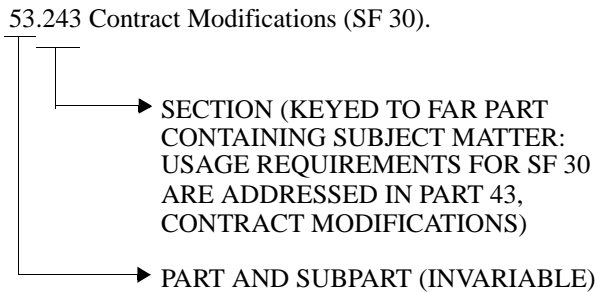 53.243 Contract Modifications (SF 30).
SECTION (KEYED TO FAR PART
CONTAINING SUBJECT MATTER:
USAGE REQUIREMENTS FOR SF 30
ARE ADDRESSED IN PART 43,
CONTRACT MODIFICATIONS)
PART AND SUBPART (INVARIABLE)